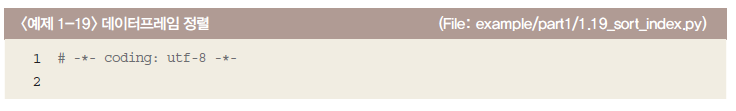 〈예제 1-19〉 데이터프레임 정렬 (File: example/part1/1.19_sort_index.py)
1 # -*- coding: utf-8 -*-
2